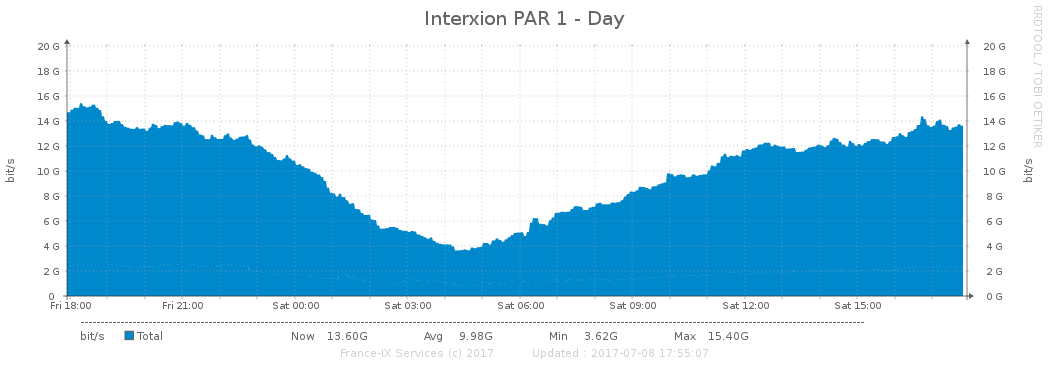 Interxion PAR 1 - Day
RRDTOOL / TOBI OETIKER
bit/s
20 G 20 G
18 G 18 G
16 G 16 G
14 G 14 G
12 G 12 G
10 G 10 G
8 G 8 G
6 G 6 G
4 G 4 G
2 G 2 G
0 0 G
bit/s
Fri 18:00 Fri 21:00 Sat 00:00 Sat 03:00 Sat 06:00 Sat 09:00 Sat 12:00 Sat 15:00
bit/s Total Now 13.60G Avg 9.98G Min 3.62G Max 15.40G
France-IX Services (c) 2017 Updated : 2017-07-08 17:55:07